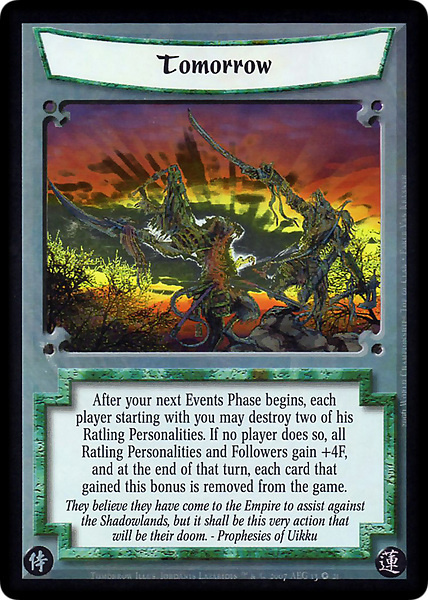 Tomorrow
After your next Events Phase begins, each
player starting with you may destroy two of his
Ratling Personalities. If no player does so, all
Ratling Personalities and Followers gain +4F,
and at the end of that turn, each card that
gained this bonus is removed from the game.
They believe they have come to the Empire to assist against
the Shadowlands, but it shall be this very action that
will be their doom. - Prophesies of Uikku
侍
蓮